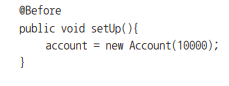 @Before
public void setUp(){
    account = new Account(10000);
}